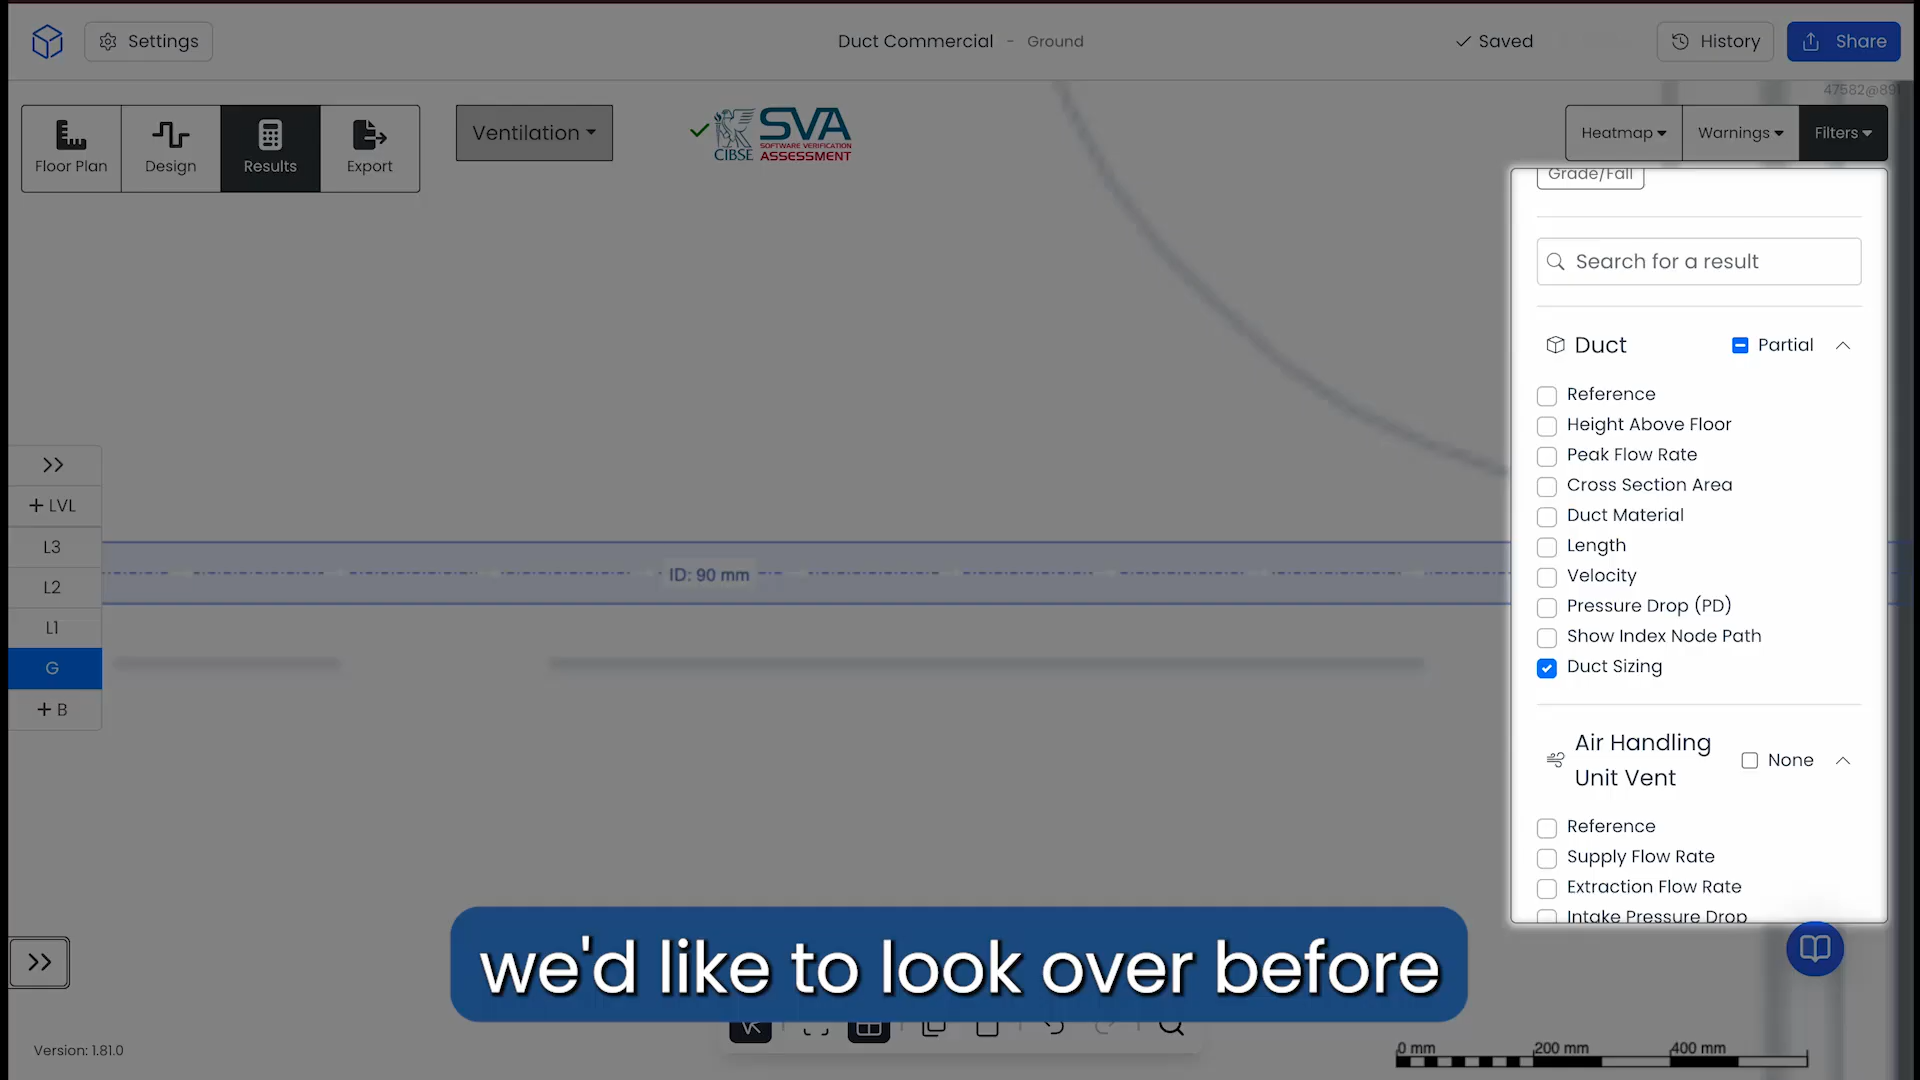 Settings
Duct Commercial - Ground
Saved
History
Share
Floor Plan
Design
Results
Export
Ventilation
CIBSE
SVA
SOFTWARE VERIFICATION
ASSESSMENT
Heatmap
Warnings
Filters
Grade/Fall
Search for a result
Duct
Partial
Reference
Height Above Floor
Peak Flow Rate
Cross Section Area
Duct Material
Length
Velocity
Pressure Drop (PD)
Show Index Node Path
Duct Sizing
Air Handling
Unit Vent
None
Reference
Supply Flow Rate
Extraction Flow Rate
Intake Pressure Drop
+ LVL
L3
L2
L1
G
+ B
ID: 90 mm
we'd like to look over before
Version: 1.81.0
0 mm
200 mm
400 mm